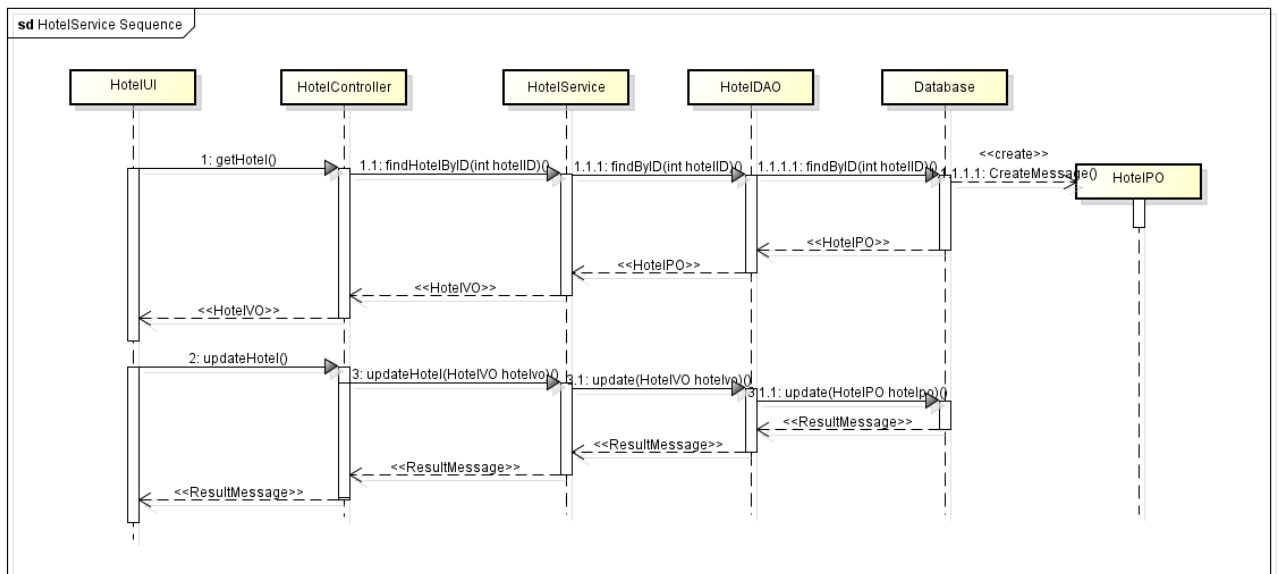 sd HotelService Sequence
HotelUI
HotelController
HotelService
HotelDAO
Database
<<create>>
HotelPO
1: getHotel()
1.1: findHotelByID(int hotelID)()
1.1.1: findByID(int hotelID)()
1.1.1.1: findByID(int hotelID)()
1.1.1.1: CreateMessage()
<<HotelPO>>
<<HotelPO>>
<<HotelVO>>
<<HotelVO>>
2: updateHotel()
3: updateHotel(HotelVO hotelvo)()
3.1: update(HotelVO hotelvo)()
3.1.1: update(HotelPO hotelpo)()
<<ResultMessage>>
<<ResultMessage>>
<<ResultMessage>>
<<ResultMessage>>